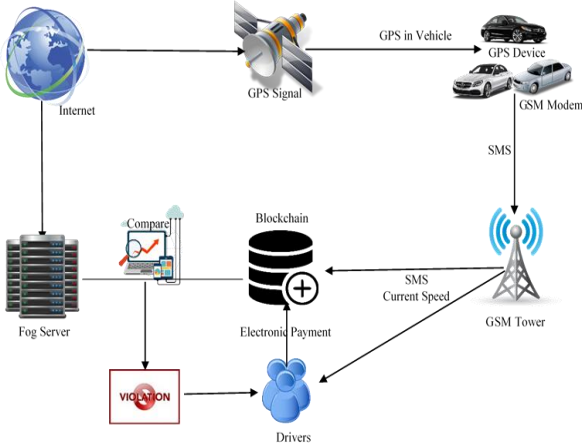 GPS in Vehicle
GPS Device
GPS Signal
Internet
GSM Modem
SMS
Compare
Blockchain
SMS
Current Speed
GSM Tower
Fog Server
Electronic Payment
VIOLATION
Drivers